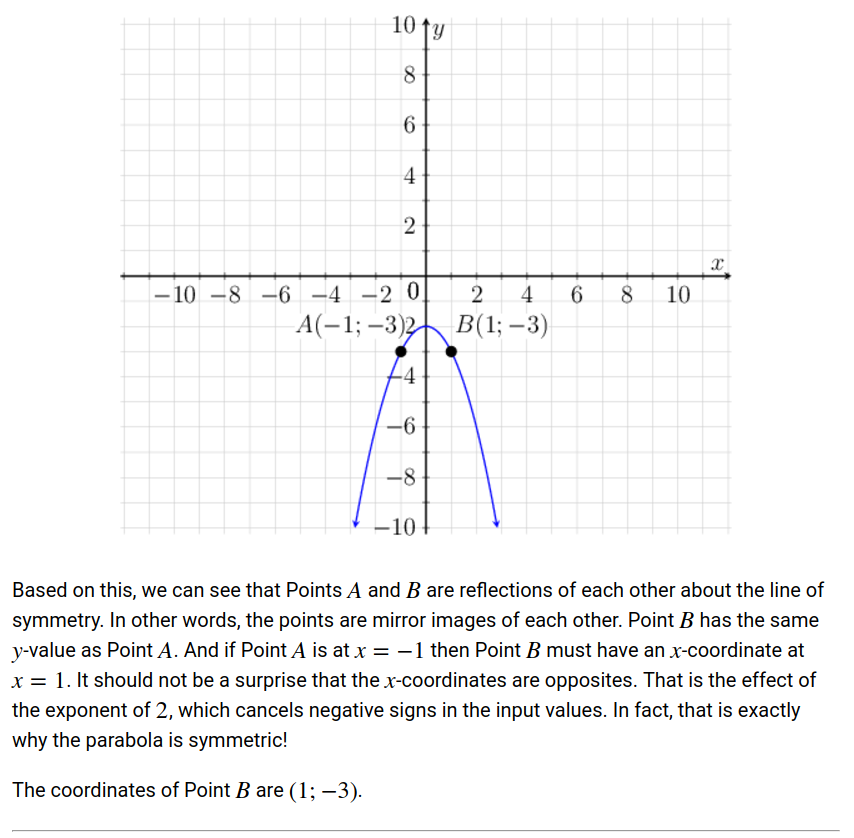 10 y
8
6
4
2
x
−10 −8 −6 −4 −2 0 2 4 6 8 10
A(−1; −3) 2 B(1; −3)
−4
−6
−8
−10
Based on this, we can see that Points A and B are reflections of each other about the line of
symmetry. In other words, the points are mirror images of each other. Point B has the same
y-value as Point A. And if Point A is at x = −1 then Point B must have an x-coordinate at
x = 1. It should not be a surprise that the x-coordinates are opposites. That is the effect of
the exponent of 2, which cancels negative signs in the input values. In fact, that is exactly
why the parabola is symmetric!
The coordinates of Point B are (1; −3).